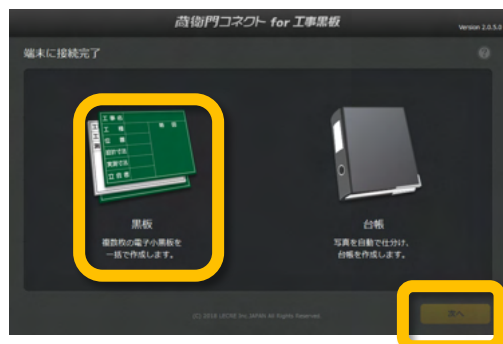 蔵衛門コネクト for 工事黒板
Version 2.0.5.0
端末に接続完了
?
工事名
工種
位置
設計寸法
実測寸法
立会者
略図
黒板
複数枚の電子小黒板を
一括で作成します。
台帳
写真を自動で仕分け、
台帳を作成します。
(C) 2018 LECRE Inc.JAPAN All Rights Reserved.
次へ